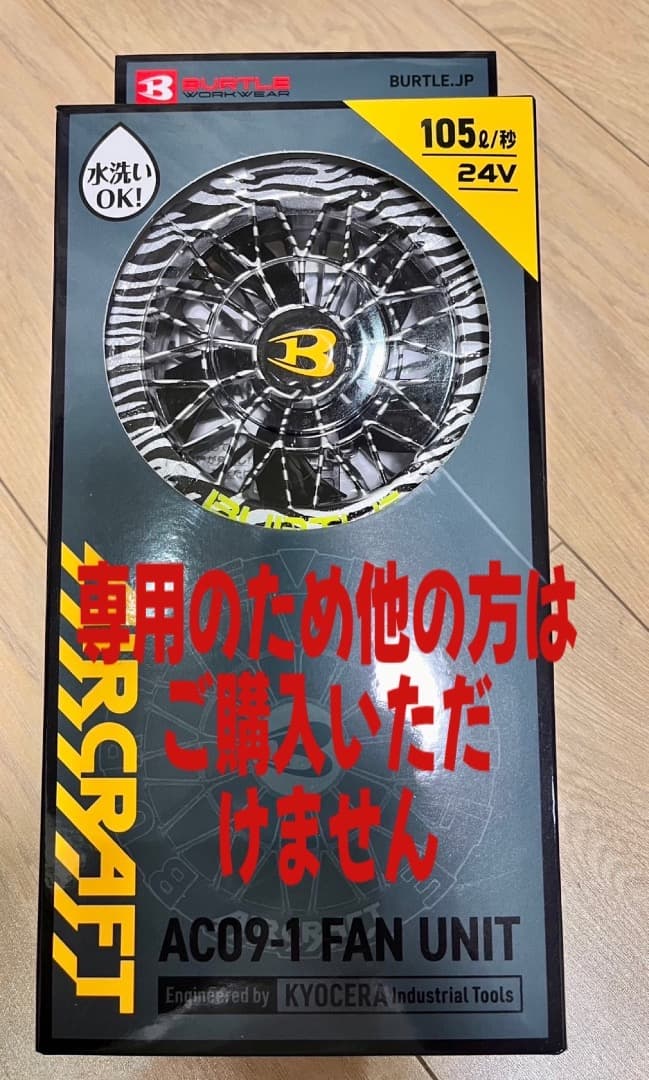 BURTLE
WORKWEAR
BURTLE.JP
105ℓ/秒
24V
水洗い
OK!
B
BURTLE
専用のため他の方は
ご購入いただ
けません
AIRCRAFT
AC09-1 FAN UNIT
Engineered by KYOCERA Industrial Tools